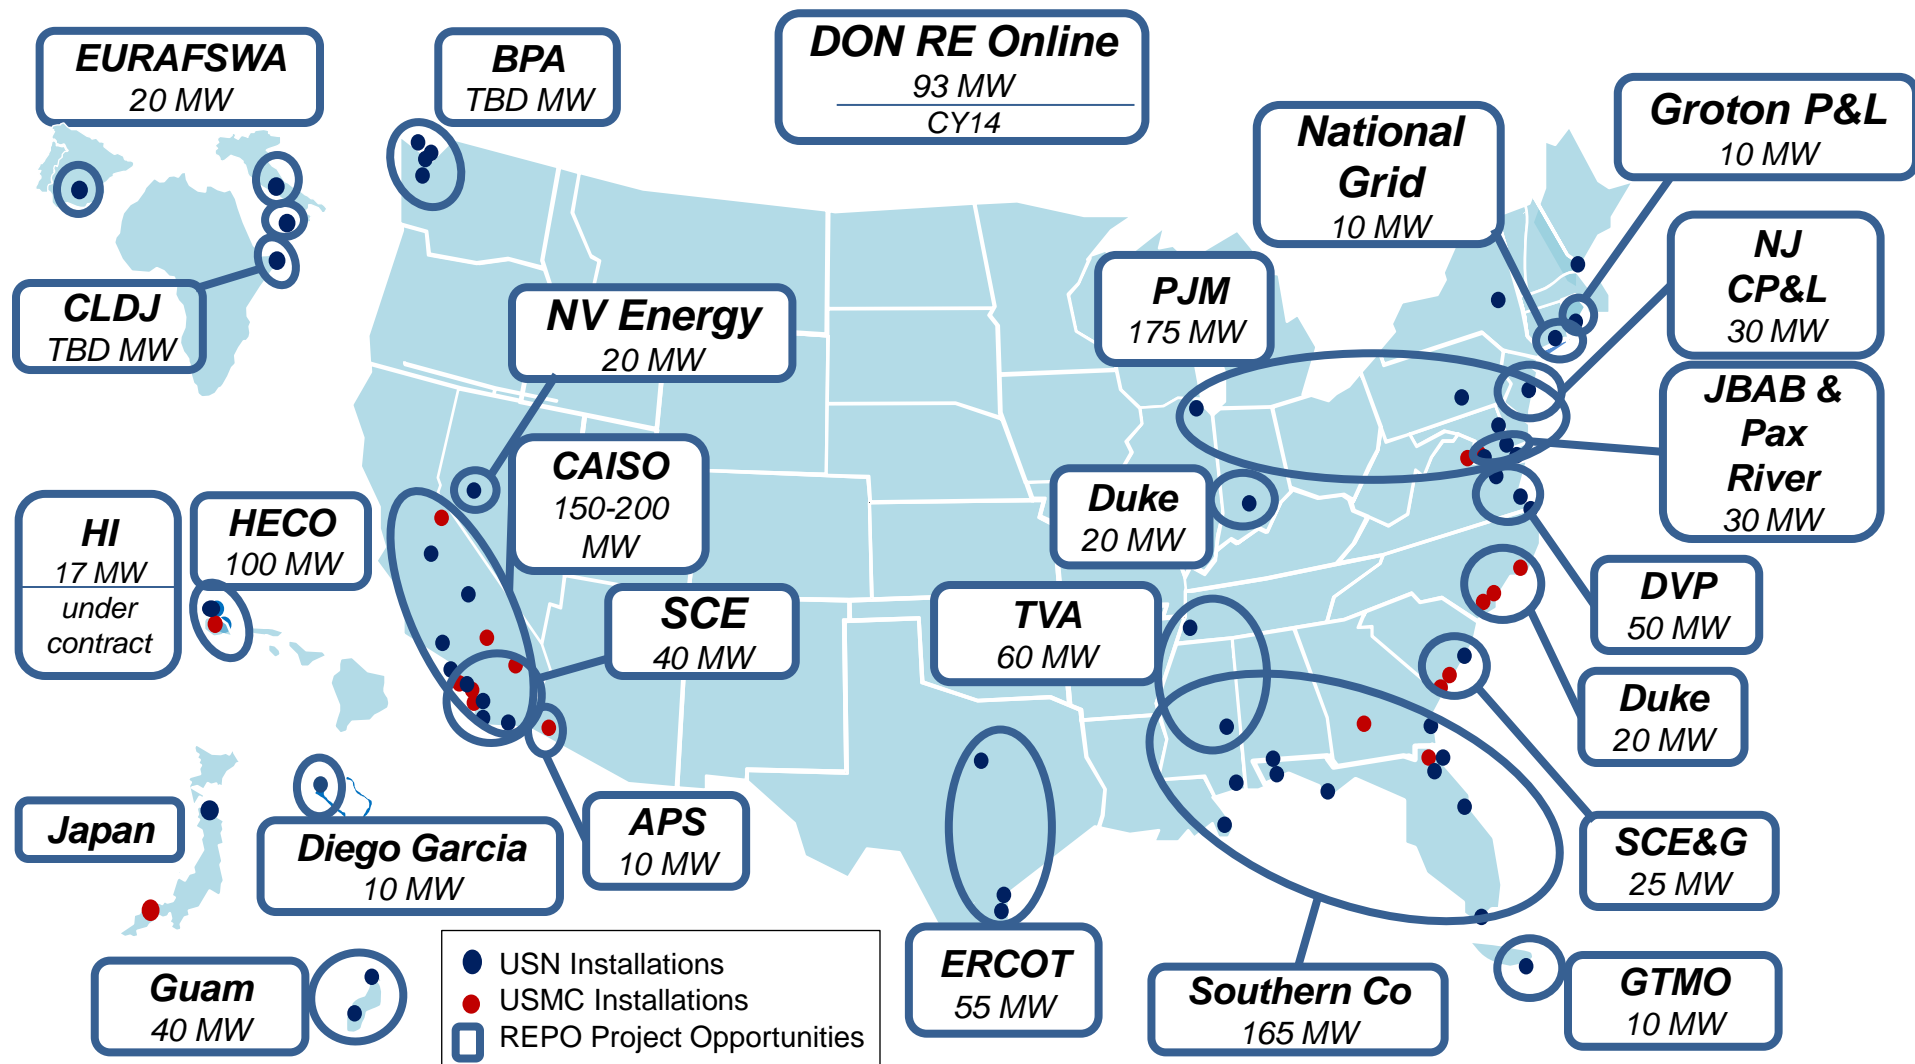 EURAFSWA
20 MW
BPA
TBD MW
DON RE Online
93 MW
CY14
National
Grid
10 MW
Groton P&L
10 MW
NJ
CP&L
30 MW
CLDJ
TBD MW
NV Energy
20 MW
PJM
175 MW
JBAB &
Pax
River
30 MW
CAISO
150-200
MW
Duke
20 MW
HI
17 MW
under
contract
HECO
100 MW
SCE
40 MW
TVA
60 MW
DVP
50 MW
Duke
20 MW
Japan
Diego Garcia
10 MW
APS
10 MW
SCE&G
25 MW
Guam
40 MW
USN Installations
USMC Installations
REPO Project Opportunities
ERCOT
55 MW
Southern Co
165 MW
GTMO
10 MW